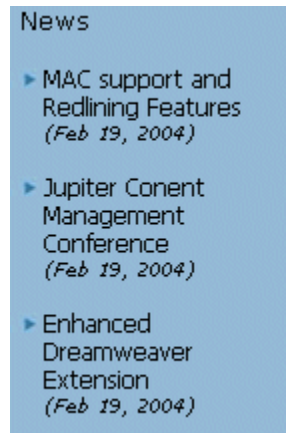 News
MAC support and
Redlining Features
(Feb 19, 2004)
Jupiter Conent
Management
Conference
(Feb 19, 2004)
Enhanced
Dreamweaver
Extension
(Feb 19, 2004)